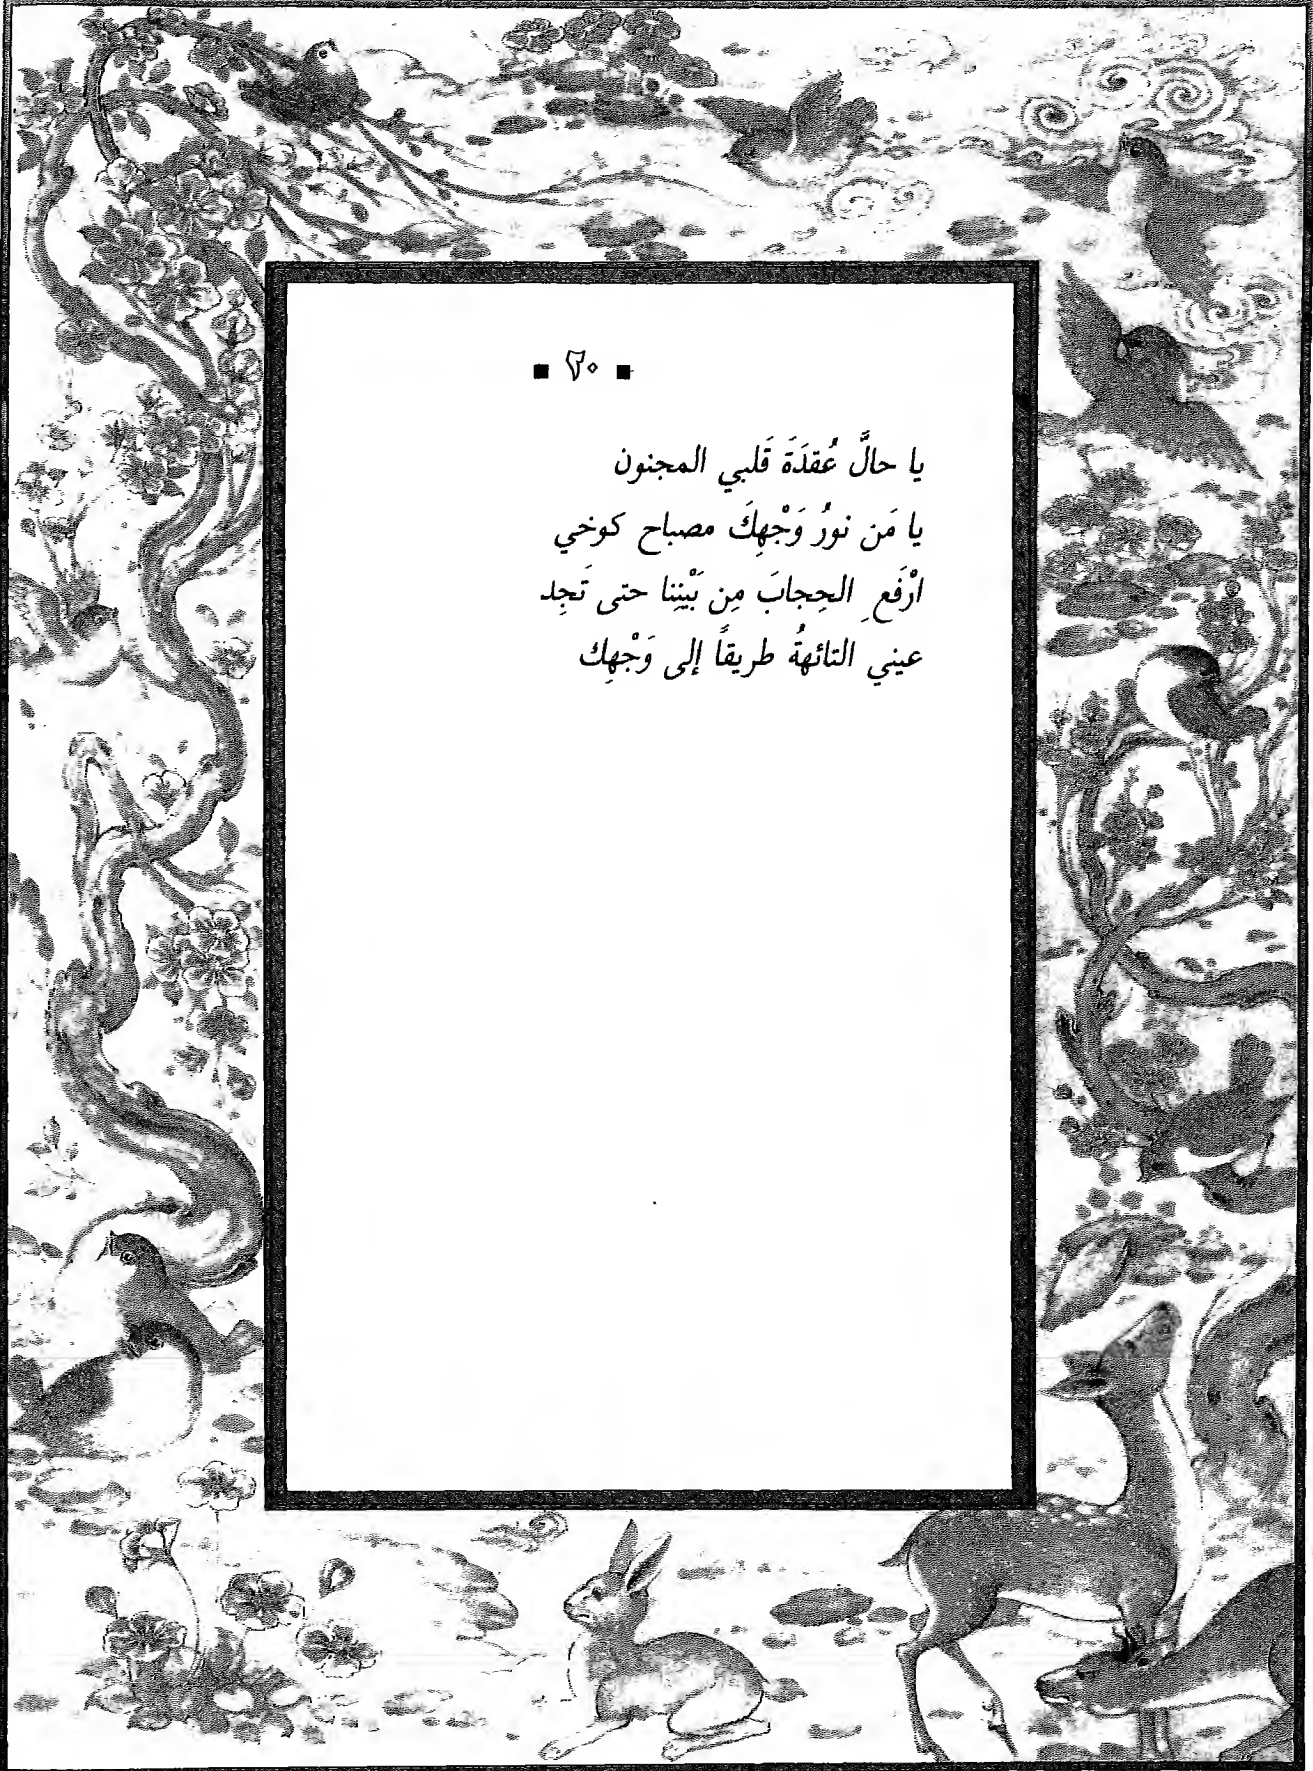 ▪ ٢٠ ▪
يا حالَّ عُقدَةَ قَلبي المجنون
يا مَن نورُ وَجْهِكَ مصباح كوخي
ارْفَعِ الحِجابَ مِن بَيْنِنا حتى تَجِد
عيني التائهةُ طريقاً إلى وَجْهِك